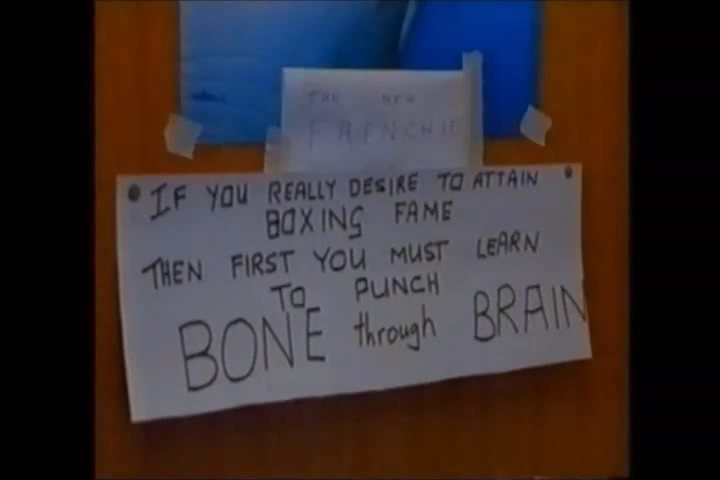 THE NEW
FRENCHIE
IF YOU REALLY DESIRE TO ATTAIN
BOXING FAME
THEN FIRST YOU MUST LEARN
TO PUNCH
BONE through BRAIN